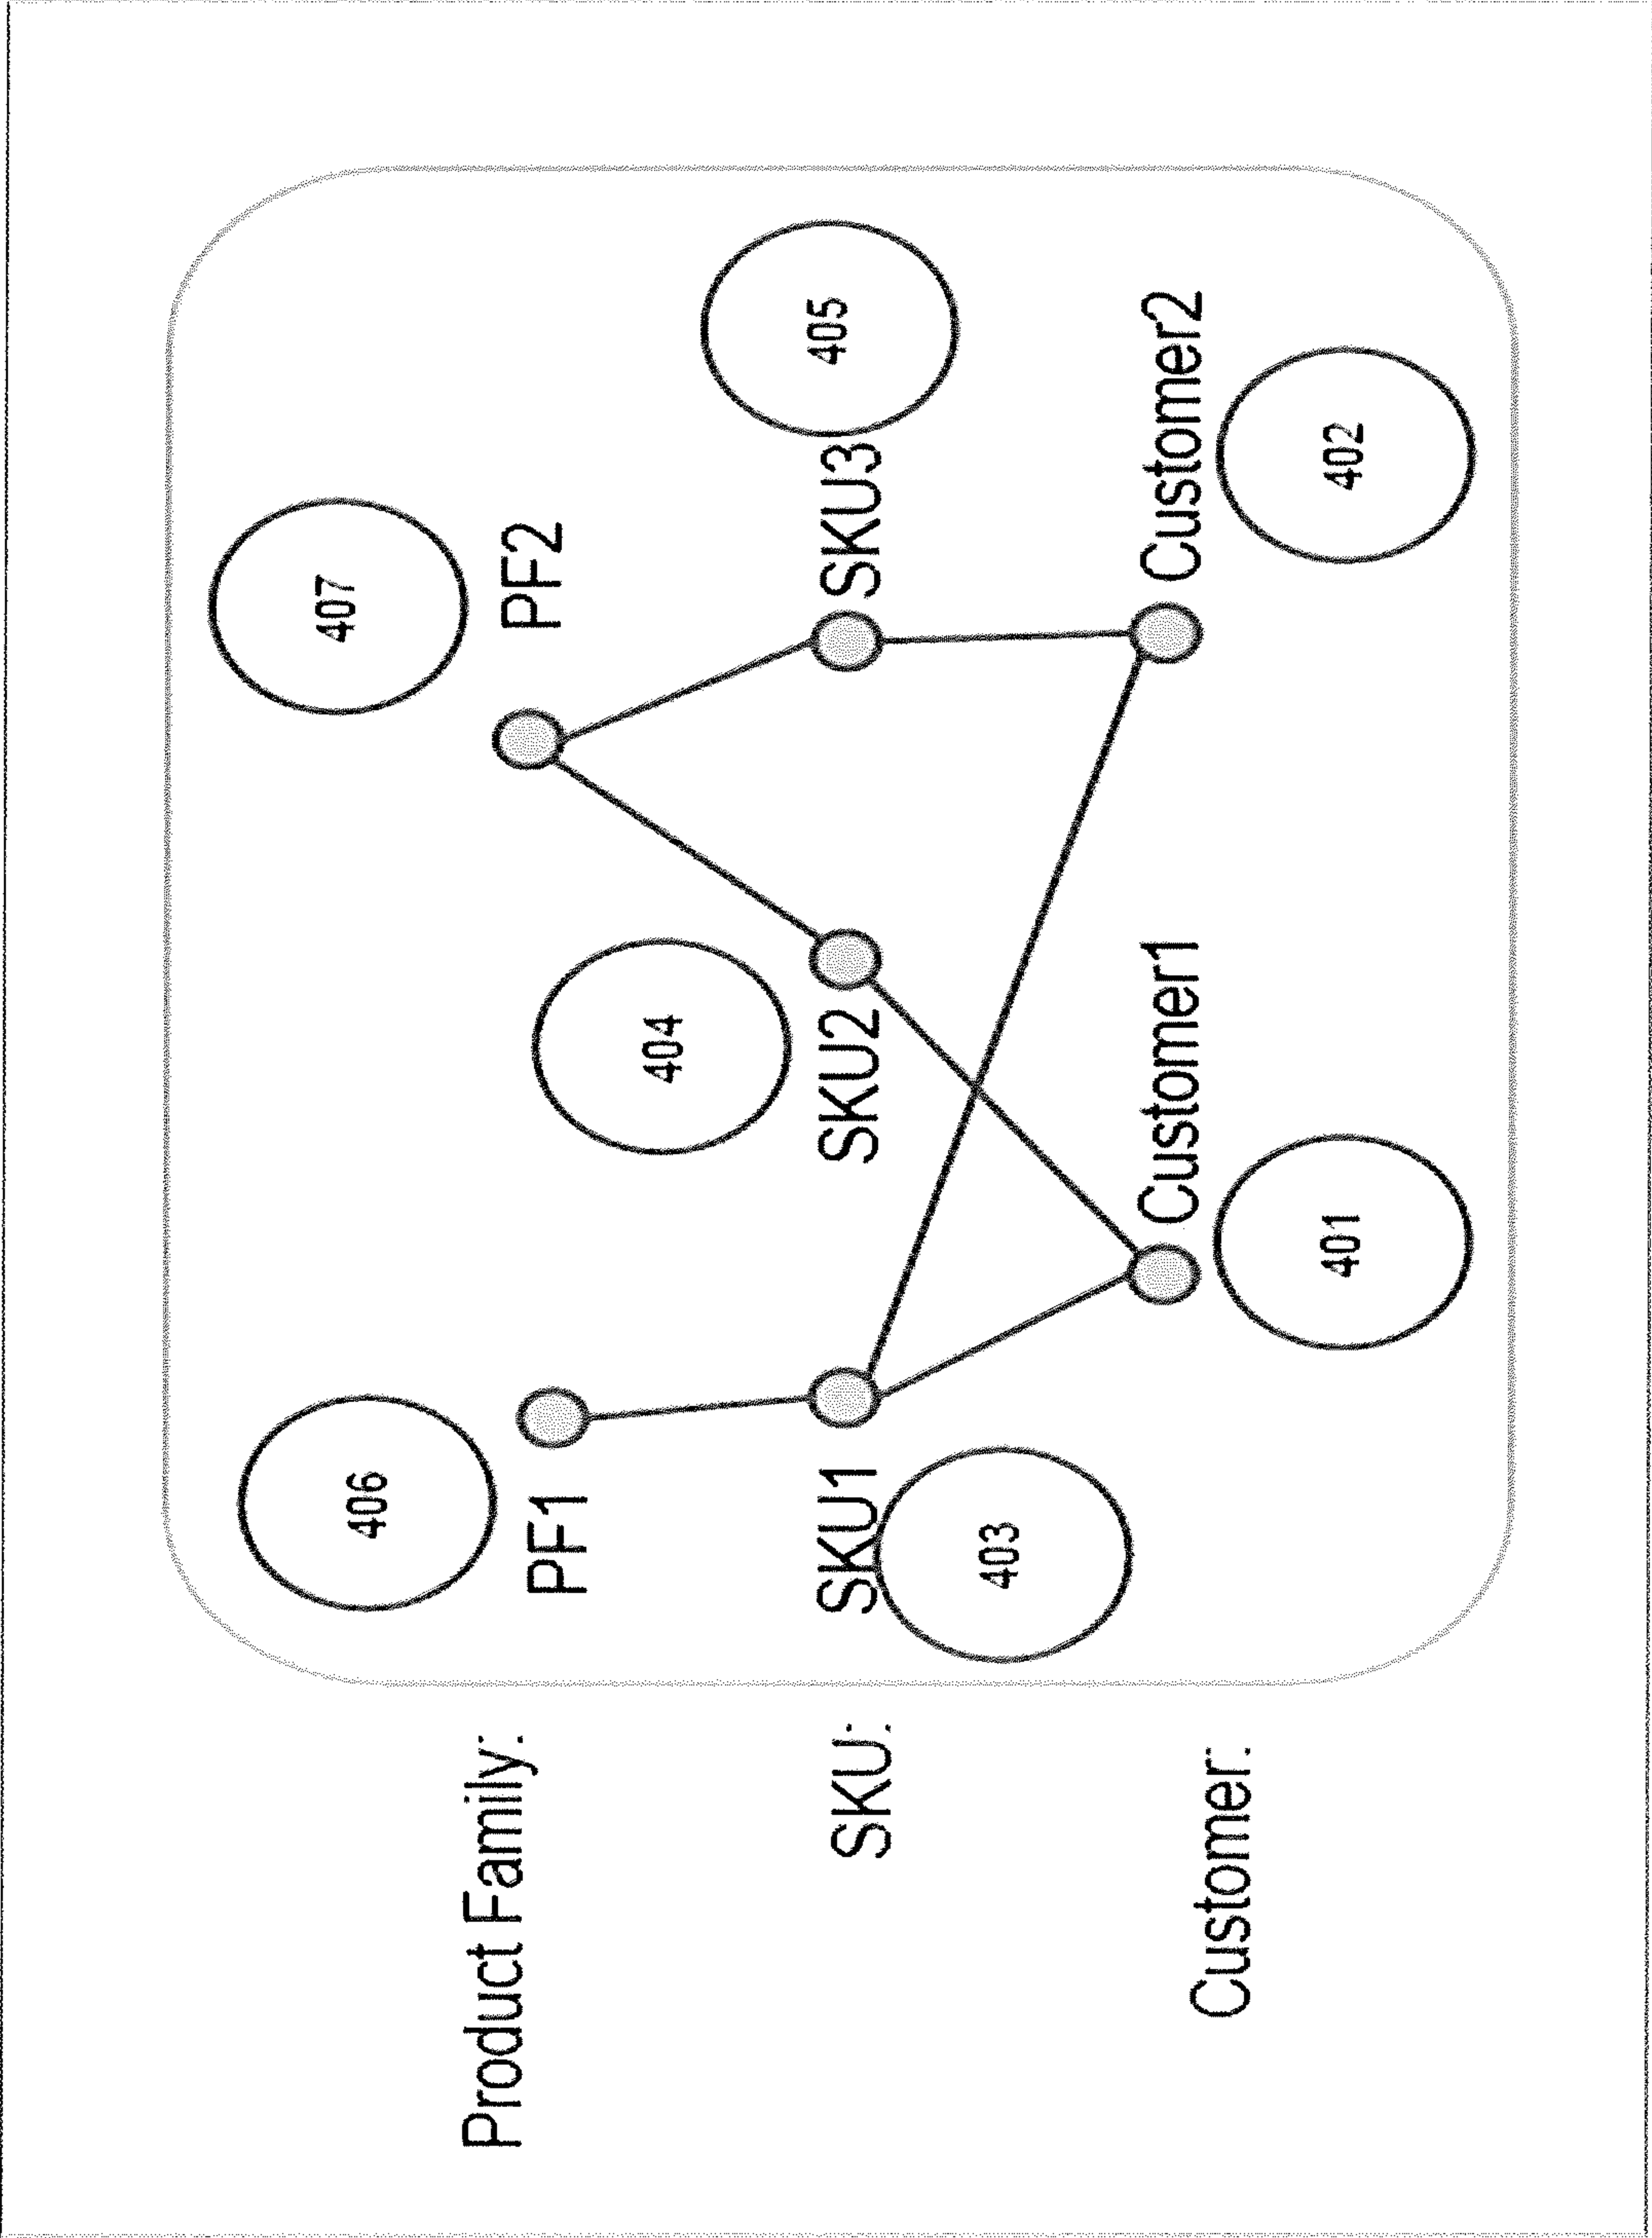 407
406
PF2
PF1
Product Family:
404
405
SKU1
SKU2
SKU3
SKU:
403
Customer1
Customer2
Customer:
401
402